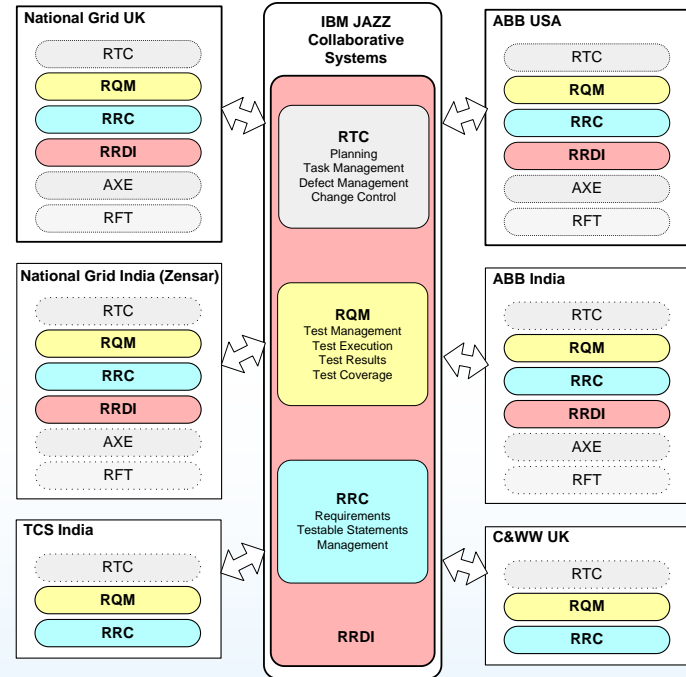 National Grid UK
RTC
RQM
RRC
RRDI
AXE
RFT
National Grid India (Zensar)
RTC
RQM
RRC
RRDI
AXE
RFT
TCS India
RTC
RQM
RRC
IBM JAZZ
Collaborative
Systems
RTC
Planning
Task Management
Defect Management
Change Control
RQM
Test Management
Test Execution
Test Results
Test Coverage
RRC
Requirements
Testable Statements
Management
RRDI
ABB USA
RTC
RQM
RRC
RRDI
AXE
RFT
ABB India
RTC
RQM
RRC
RRDI
AXE
RFT
C&WW UK
RTC
RQM
RRC